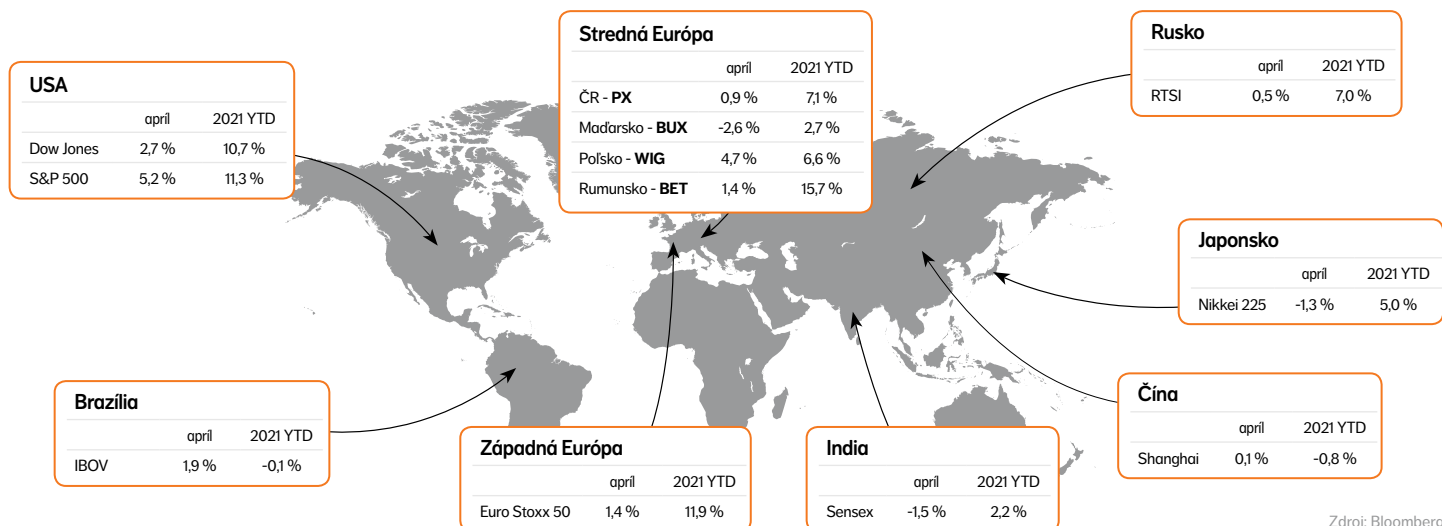 USA
apríl 2021 YTD
Dow Jones 2,7 % 10,7 %
S&P 500 5,2 % 11,3 %
Stredná Európa
apríl 2021 YTD
ČR - PX 0,9 % 7,1 %
Maďarsko - BUX -2,6 % 2,7 %
Poľsko - WIG 4,7 % 6,6 %
Rumunsko - BET 1,4 % 15,7 %
Rusko
apríl 2021 YTD
RTSI 0,5 % 7,0 %
Japonsko
apríl 2021 YTD
Nikkei 225 -1,3 % 5,0 %
Brazília
apríl 2021 YTD
IBOV 1,9 % -0,1 %
Západná Európa
apríl 2021 YTD
Euro Stoxx 50 1,4 % 11,9 %
India
apríl 2021 YTD
Sensex -1,5 % 2,2 %
Čína
apríl 2021 YTD
Shanghai 0,1 % -0,8 %
Zdroj: Bloomberg